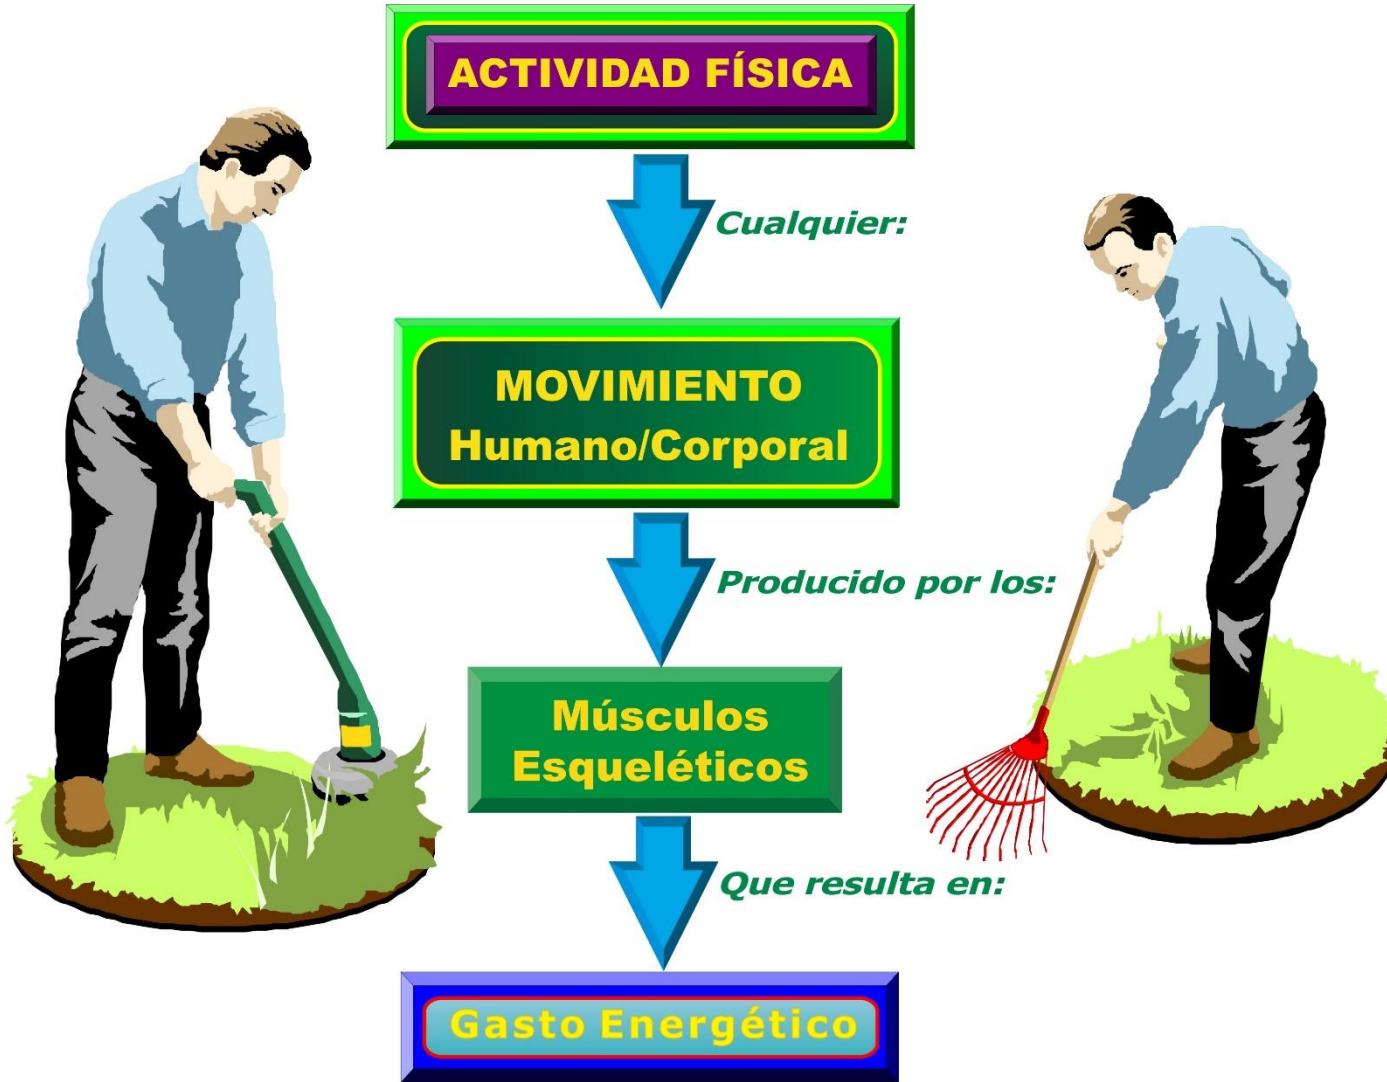 ACTIVIDAD FÍSICA
Cualquier:
MOVIMIENTO
Humano/Corporal
Producido por los:
Músculos
Esqueléticos
Que resulta en:
Gasto Energético